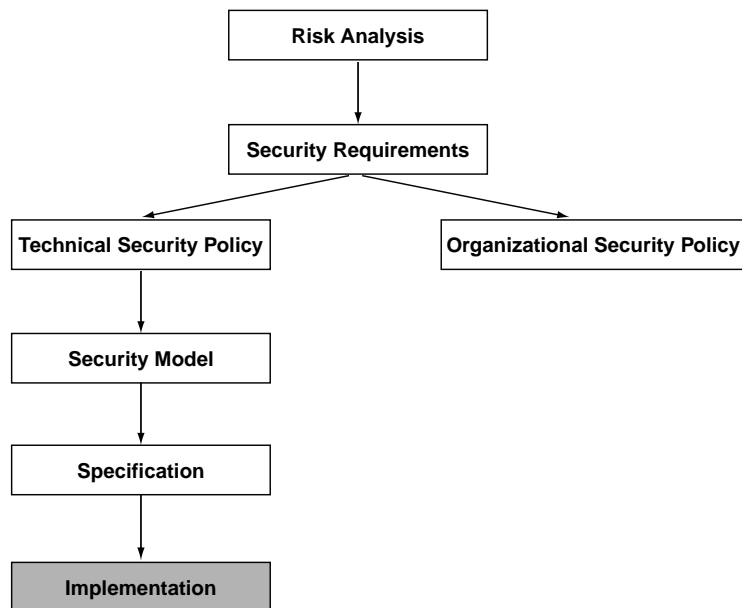 Risk Analysis
Security Requirements
Technical Security Policy
Organizational Security Policy
Security Model
Specification
Implementation